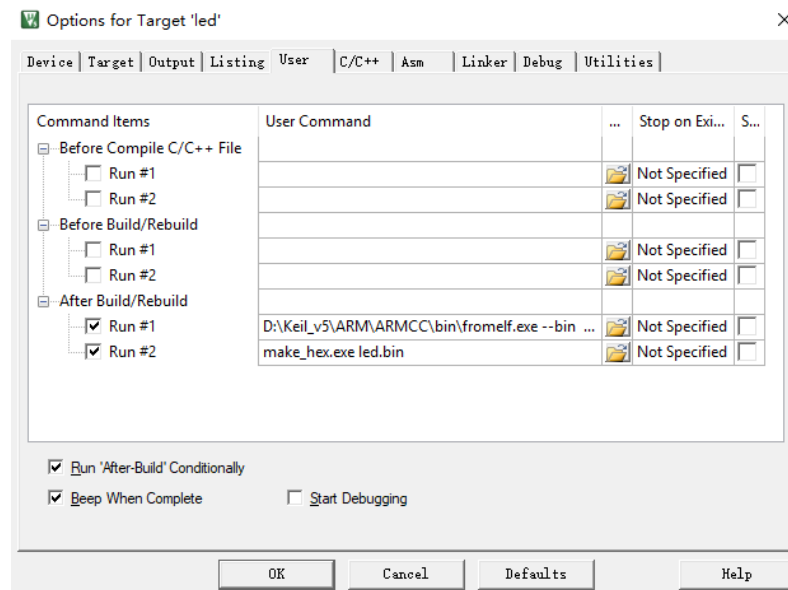 Options for Target 'led'
Device Target Output Listing User C/C++ Asm Linker Debug Utilities
Command Items User Command ... Stop on Exi... S...
Before Compile C/C++ File
Run #1 Not Specified
Run #2 Not Specified
Before Build/Rebuild
Run #1 Not Specified
Run #2 Not Specified
After Build/Rebuild
Run #1 D:\Keil_v5\ARM\ARMCC\bin\fromelf.exe --bin ... Not Specified
Run #2 make_hex.exe led.bin Not Specified
Run 'After-Build' Conditionally
Beep When Complete Start Debugging
OK Cancel Defaults Help